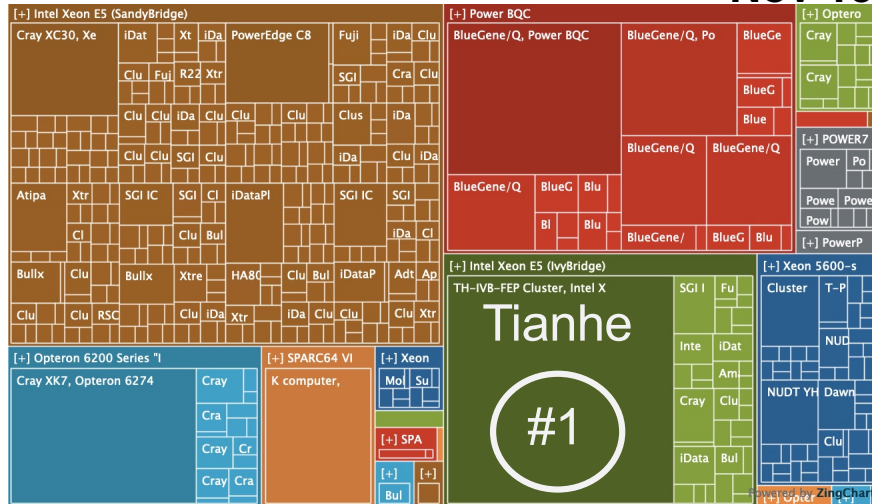 [+] Intel Xeon E5 (SandyBridge)
Cray XC30, Xe
iDat
Xt
iDa
PowerEdge C8
Fuji
iDa
Clu
Clu
Fuj
R22
Xtr
SGI
Cra
Clu
Clu
Clu
iDa
Clu
Clu
Clu
Clus
iDa
Clu
Clu
SGI
Clu
iDa
Clu
iDa
Atipa
Xtr
SGI IC
SGI
Cl
iDataPl
SGI IC
SGI
Cl
Clu
Bul
iDa
Cl
Bullx
Clu
Bullx
Xtre
HA8
Clu
Bul
iDataP
Adt
Ap
Clu
Clu
RSC
Clu
iDa
Xtr
iDa
Clu
Clu
Clu
Xtr
[+] Power BQC
BlueGene/Q, Power BQC
BlueGene/Q, Po
BlueGe
BlueG
Blue
BlueGene/Q
BlueGene/Q
BlueGene/Q
BlueG
Blu
Bl
Blu
BlueGene/
BlueG
Blu
[+] Optero
Cray
Cray
[+] POWER7
Power
Po
Powe
Powe
Pow
[+] PowerP
[+] Opteron 6200 Series "I
Cray XK7, Opteron 6274
Cray
Cra
Cray
Cr
Cray
Cra
[+] SPARC64 VI
K computer,
[+] Xeon
Mol
Su
[+] SPA
[+]
Bul
[+]
[+] Intel Xeon E5 (IvyBridge)
TH-IVB-FEP Cluster, Intel X
Tianhe
#1
SGI I
Fu
Inte
iDat
Am
Cray
Clu
iData
Bul
[+] Xeon 5600-s
Cluster
T-P
NUD
NUDT YH
Dawn
Clu
[+] Opter
[+]
Powered by ZingChar